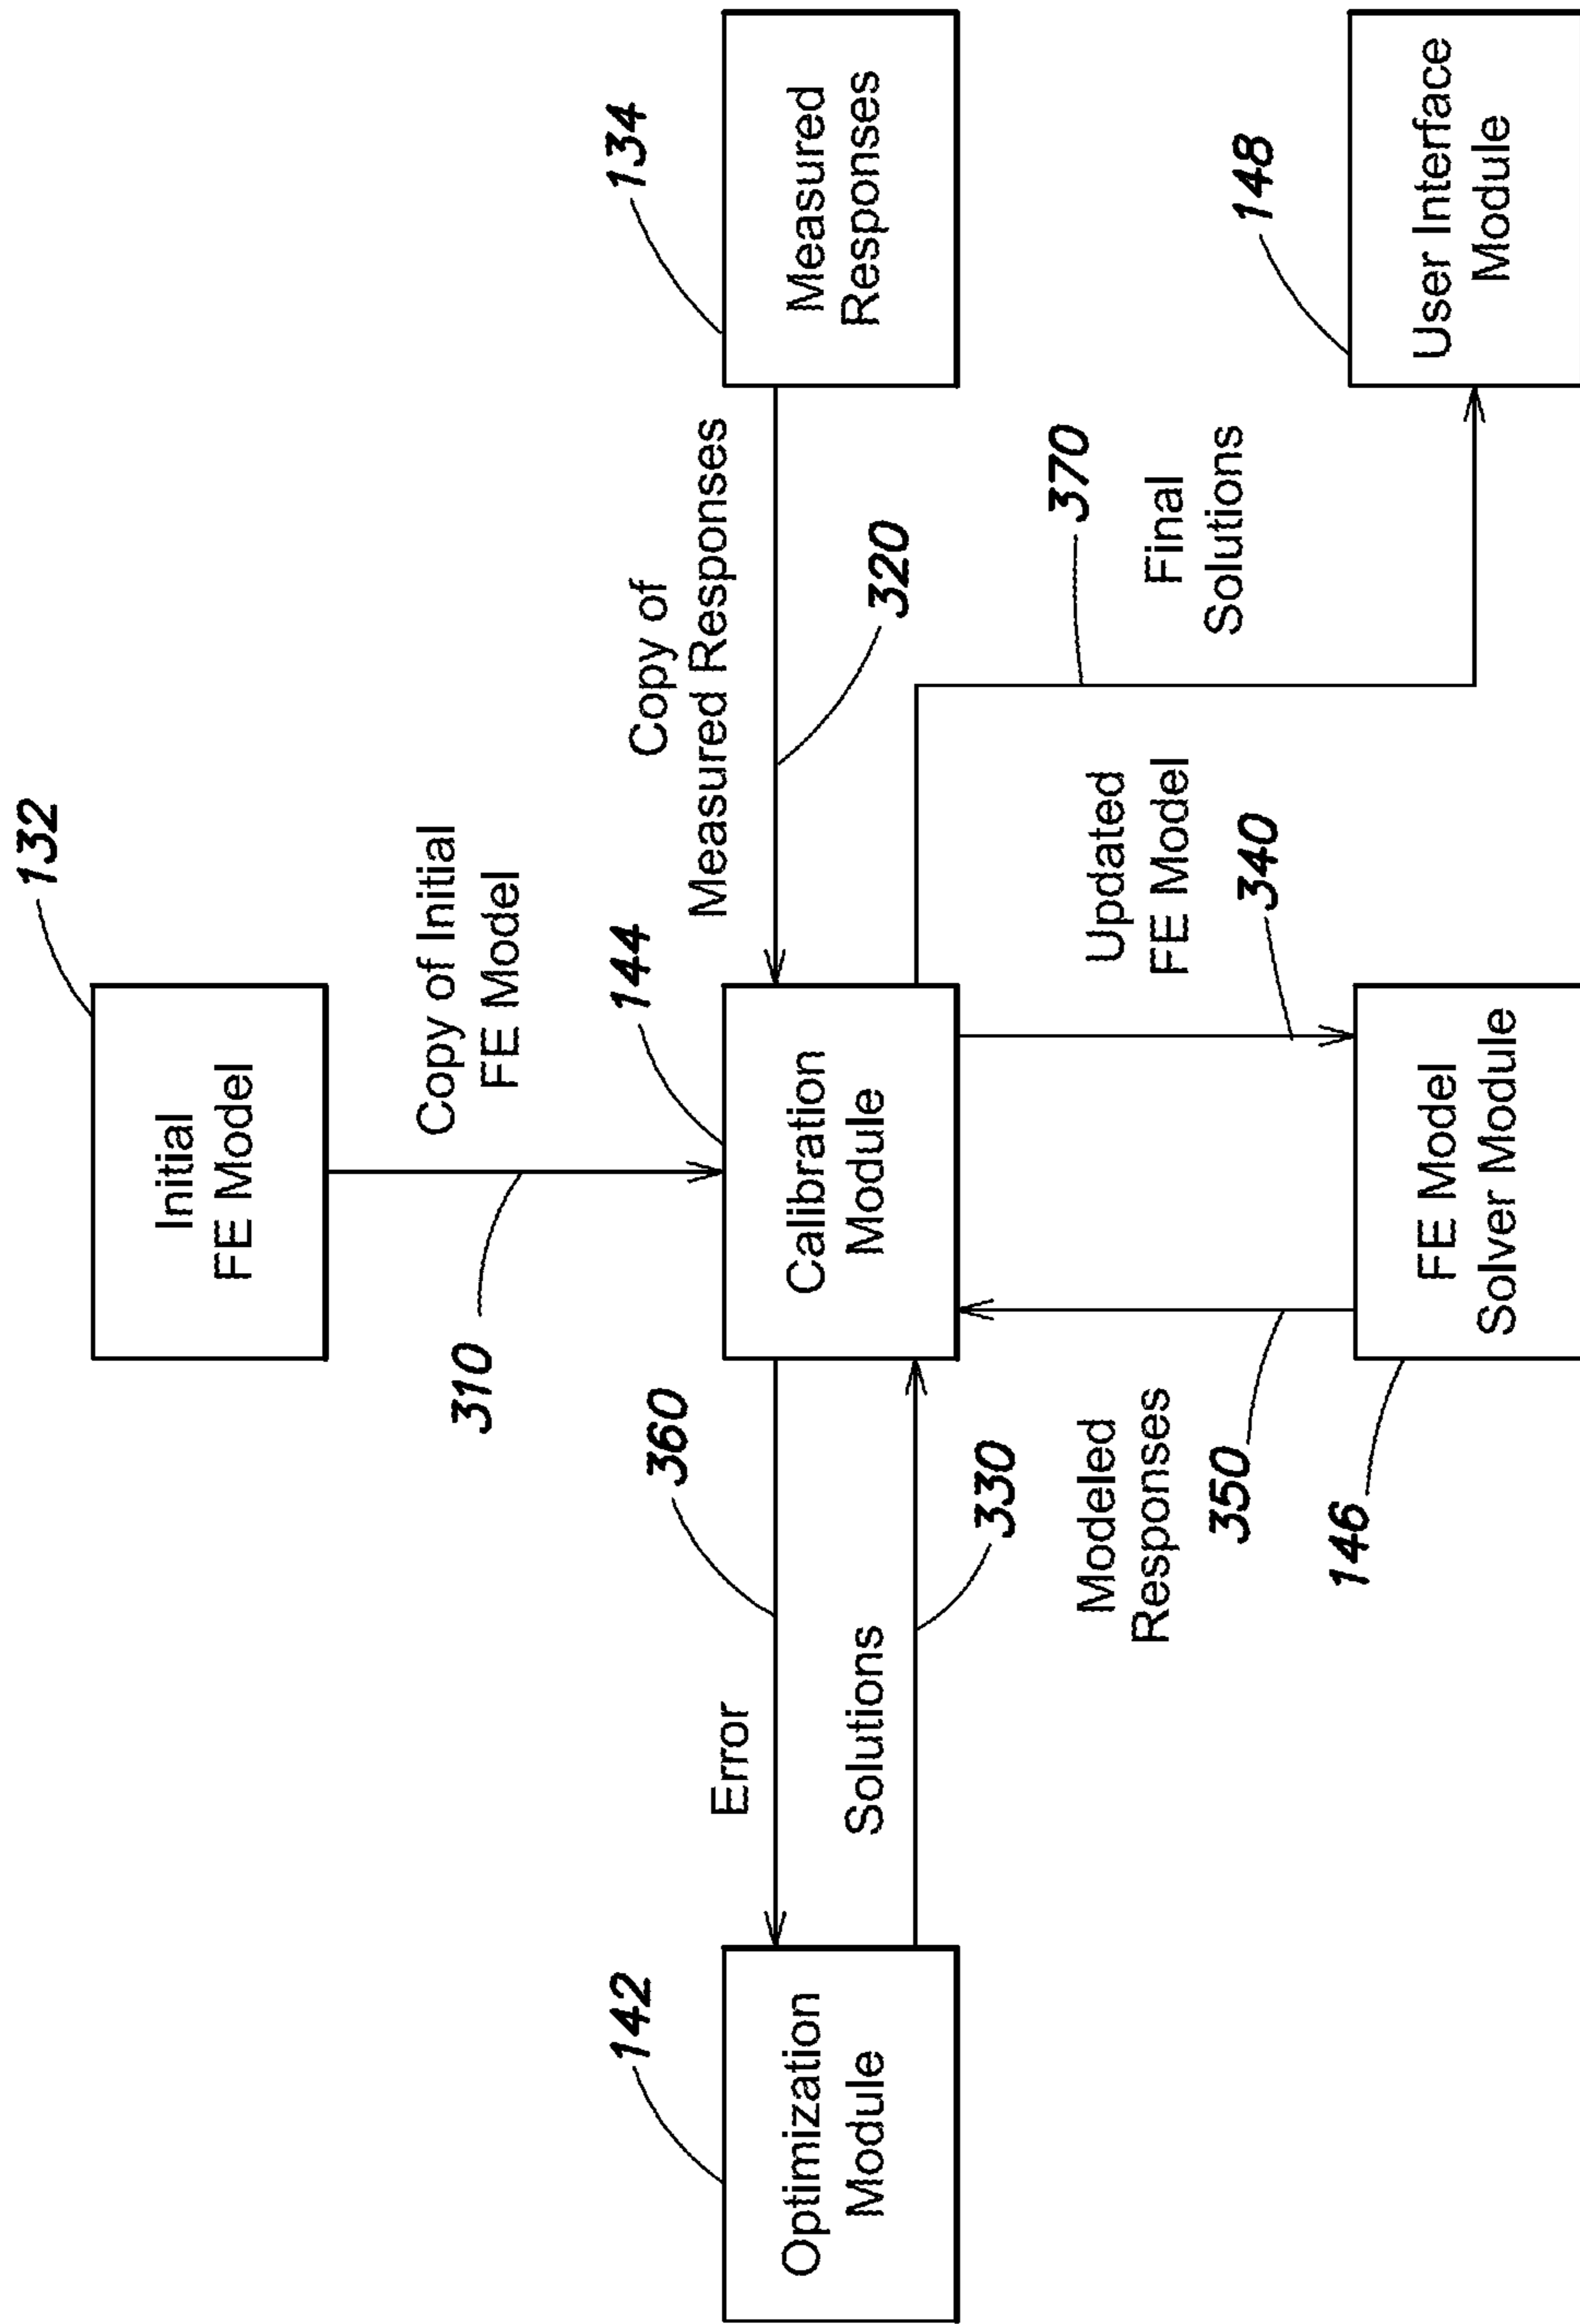 132
Initial
FE Model
Copy of Initial
FE Model
310
142
Optimization
Module
Error
360
Solutions
330
144
Calibration
Module
Copy of
Measured Responses
320
134
Measured
Responses
Modeled
Responses
350
Updated
FE Model
340
370
Final
Solutions
146
FE Model
Solver Module
148
User Interface
Module